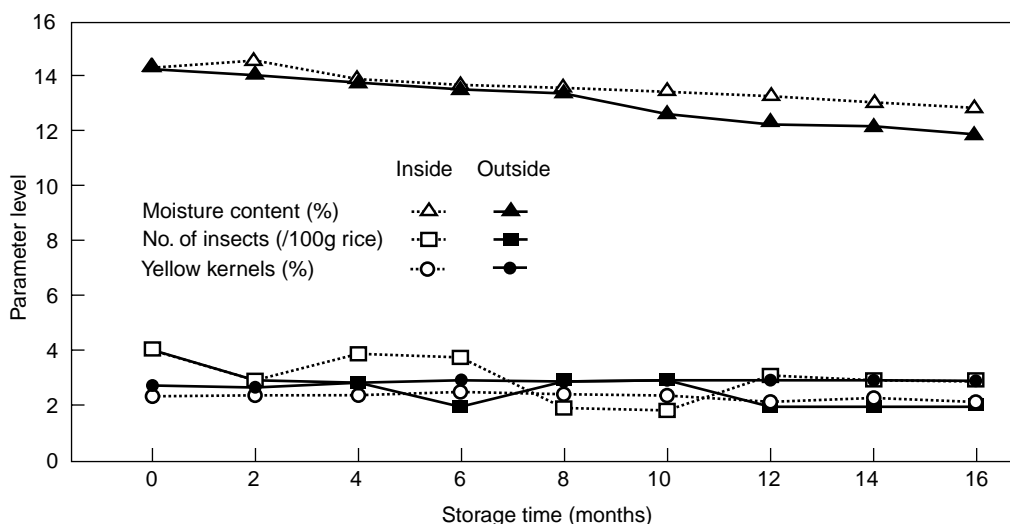 16
14
12
10
8
6
4
2
0
Parameter level
Inside Outside
Moisture content (%)
No. of insects (/100g rice)
Yellow kernels (%)
0 2 4 6 8 10 12 14 16
Storage time (months)